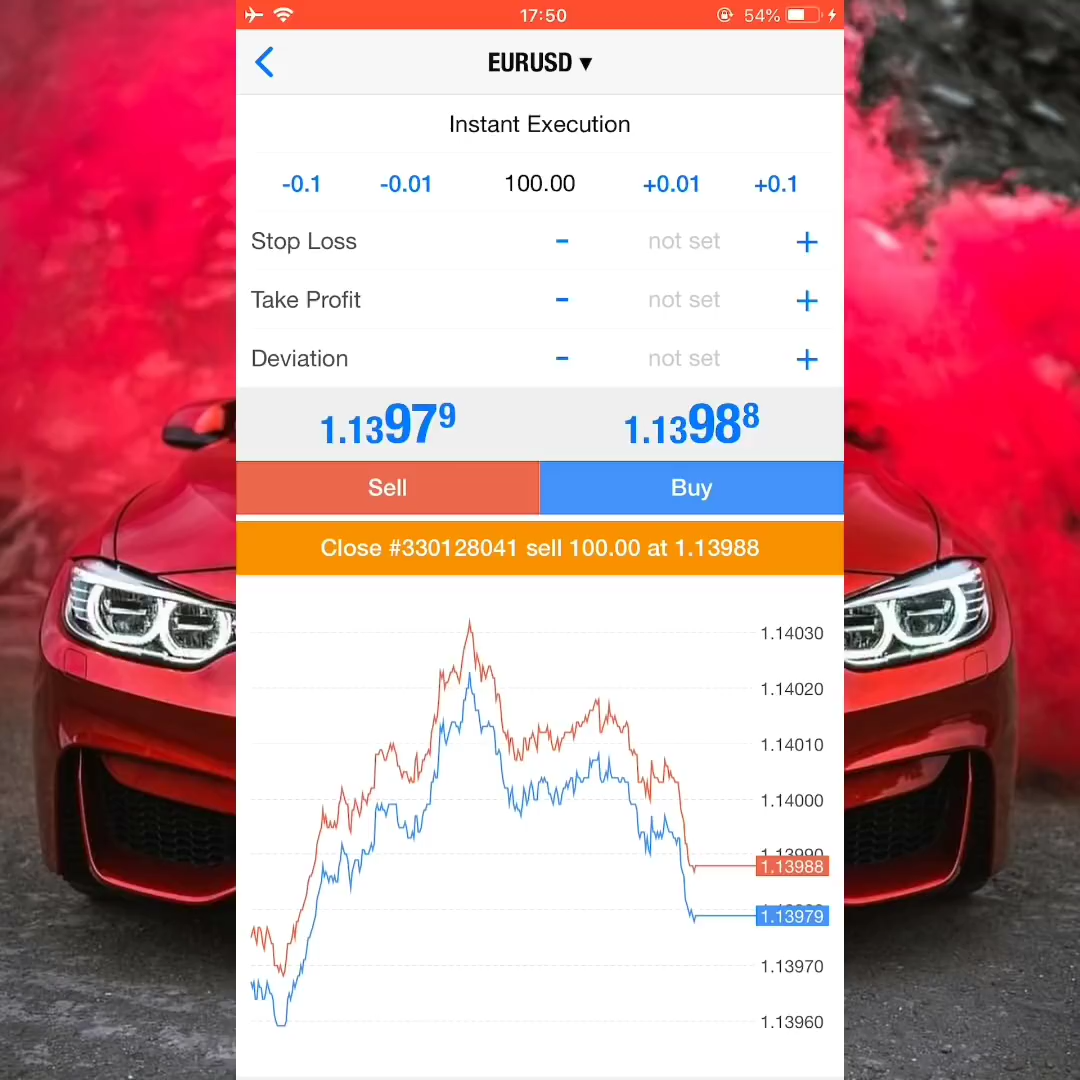 17:50 54%
EURUSD ▼
Instant Execution
-0.1 -0.01 100.00 +0.01 +0.1
Stop Loss - not set +
Take Profit - not set +
Deviation - not set +
1.13979 1.13988
Sell Buy
Close #330128041 sell 100.00 at 1.13988
1.14030
1.14020
1.14010
1.14000
1.13990
1.13988
1.13979
1.13970
1.13960